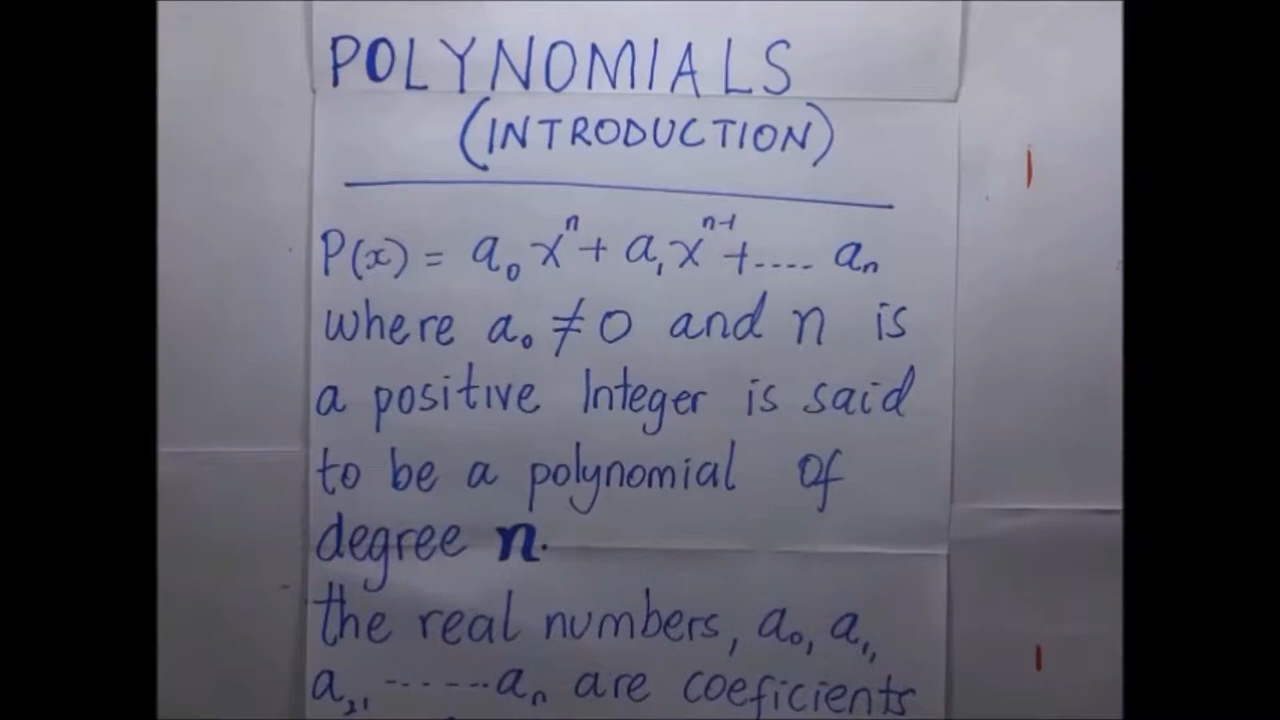 POLYNOMIALS
(INTRODUCTION)
P(x) = a₀xⁿ + a₁xⁿ⁻¹ + .... aₙ
where a₀ ≠ 0 and n is
a positive Integer is said
to be a polynomial of
degree n.
the real numbers, a₀, a₁,
a₂, ------aₙ are coeficients